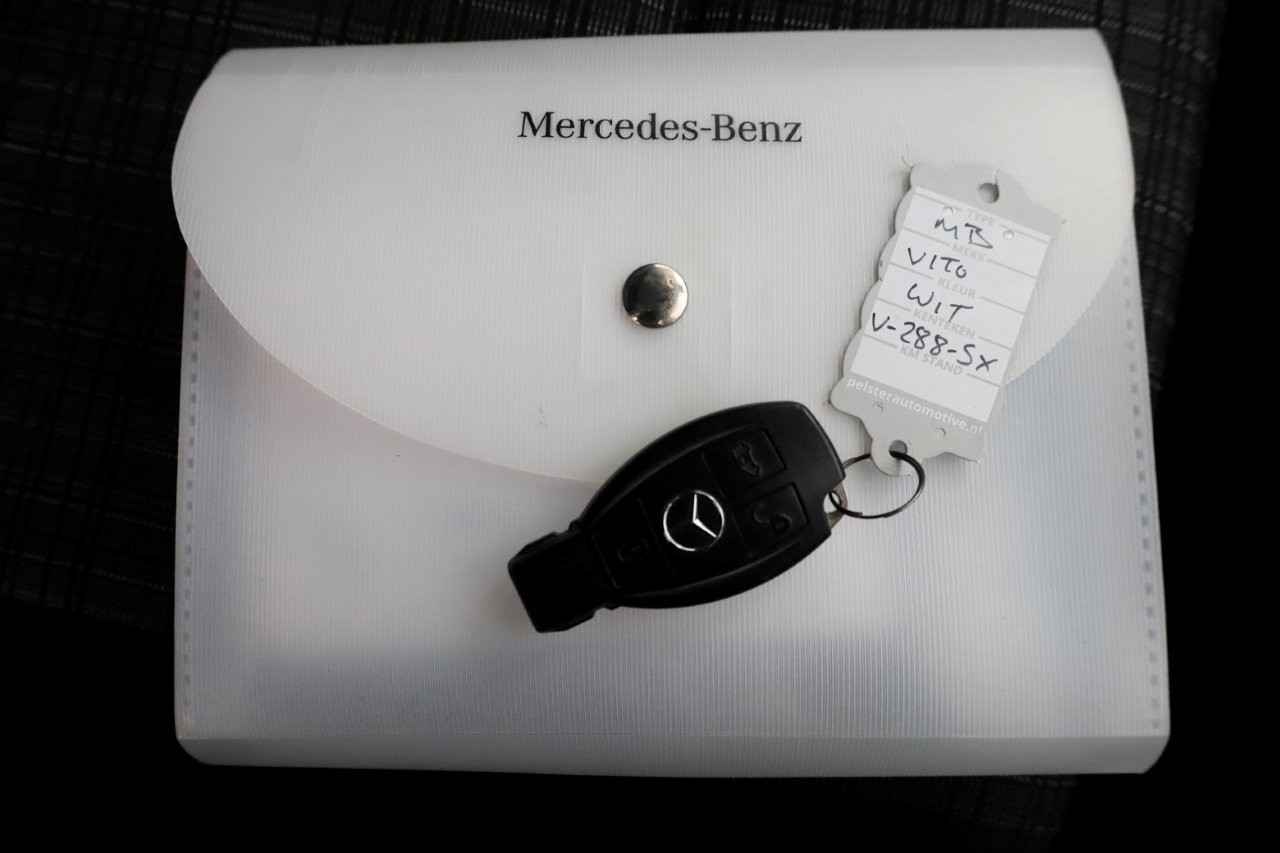 Mercedes-Benz
TYPE
MB
MERK
VITO
KLEUR
WIT
KENTEKEN
V-288-SX
KM STAND
pelsterautomotive.nl